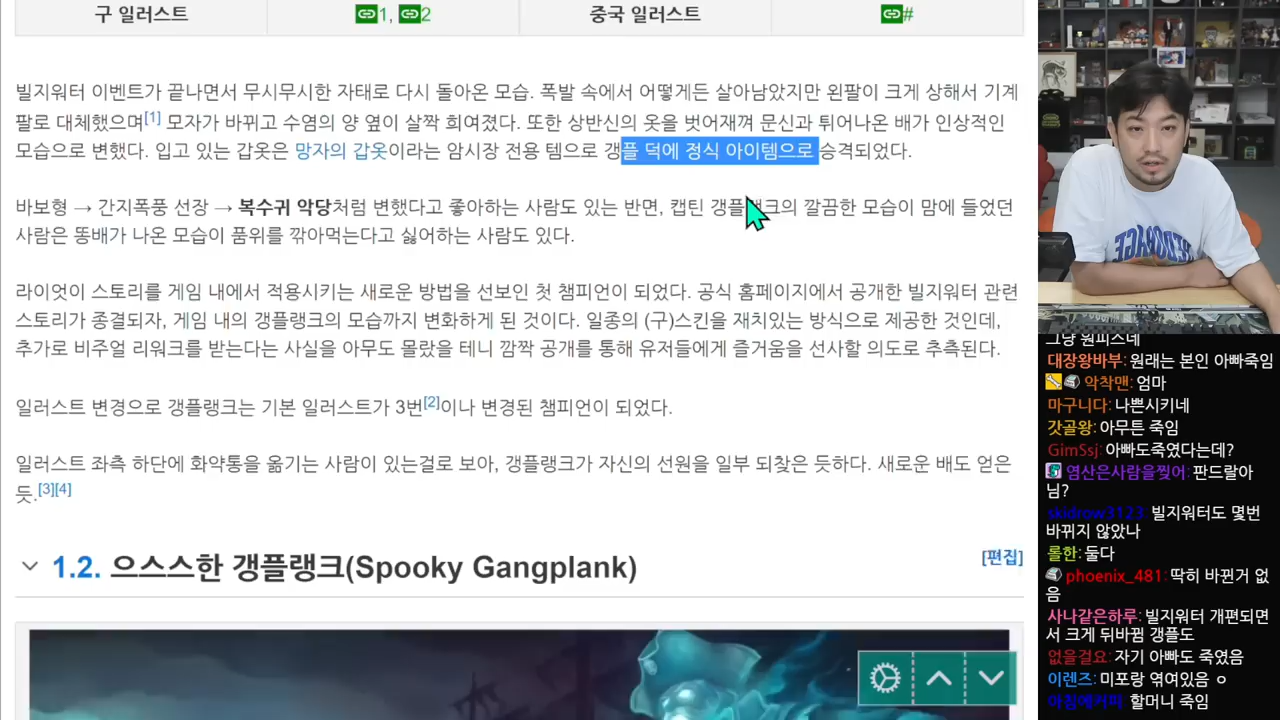 구 일러스트
1, 2
중국 일러스트
#
빌지워터 이벤트가 끝나면서 무시무시한 자태로 다시 돌아온 모습. 폭발 속에서 어떻게든 살아남았지만 왼팔이 크게 상해서 기계
팔로 대체했으며[1] 모자가 바뀌고 수염의 양 옆이 살짝 희여졌다. 또한 상반신의 옷을 벗어재껴 문신과 튀어나온 배가 인상적인
모습으로 변했다. 입고 있는 갑옷은 망자의 갑옷이라는 암시장 전용 템으로 갱플 덕에 정식 아이템으로 승격되었다.
바보형 → 간지폭풍 선장 → 복수귀 악당처럼 변했다고 좋아하는 사람도 있는 반면, 캡틴 갱플랭크의 깔끔한 모습이 맘에 들었던
사람은 똥배가 나온 모습이 품위를 깎아먹는다고 싫어하는 사람도 있다.
라이엇이 스토리를 게임 내에서 적용시키는 새로운 방법을 선보인 첫 챔피언이 되었다. 공식 홈페이지에서 공개한 빌지워터 관련
스토리가 종결되자, 게임 내의 갱플랭크의 모습까지 변화하게 된 것이다. 일종의 (구)스킨을 재치있는 방식으로 제공한 것인데,
추가로 비주얼 리워크를 받는다는 사실을 아무도 몰랐을 테니 깜짝 공개를 통해 유저들에게 즐거움을 선사할 의도로 추측된다.
일러스트 변경으로 갱플랭크는 기본 일러스트가 3번[2]이나 변경된 챔피언이 되었다.
일러스트 좌측 하단에 화약통을 옮기는 사람이 있는걸로 보아, 갱플랭크가 자신의 선원을 일부 되찾은 듯하다. 새로운 배도 얻은
듯.[3][4]
1.2. 으스스한 갱플랭크(Spooky Gangplank)
[편집]
그냥 원피스네
대장왕바부: 원래는 본인 아빠죽임
악착맨: 엄마
마구니다: 나쁜시키네
갓골왕: 아무튼 죽임
GimSsj: 아빠도죽였다는데?
염산은사람을찢어: 판드랄아
님?
skidrow3123: 빌지워터도 몇번
바뀌지 않았나
롤한: 둘다
phoenix_481: 딱히 바뀐거 없
음
사나같은하루: 빌지워터 개편되면
서 크게 뒤바뀜 갱플도
없을걸요: 자기 아빠도 죽였음
이렌즈: 미포랑 엮여있음 ㅇ
아침에커피: 할머니 죽임